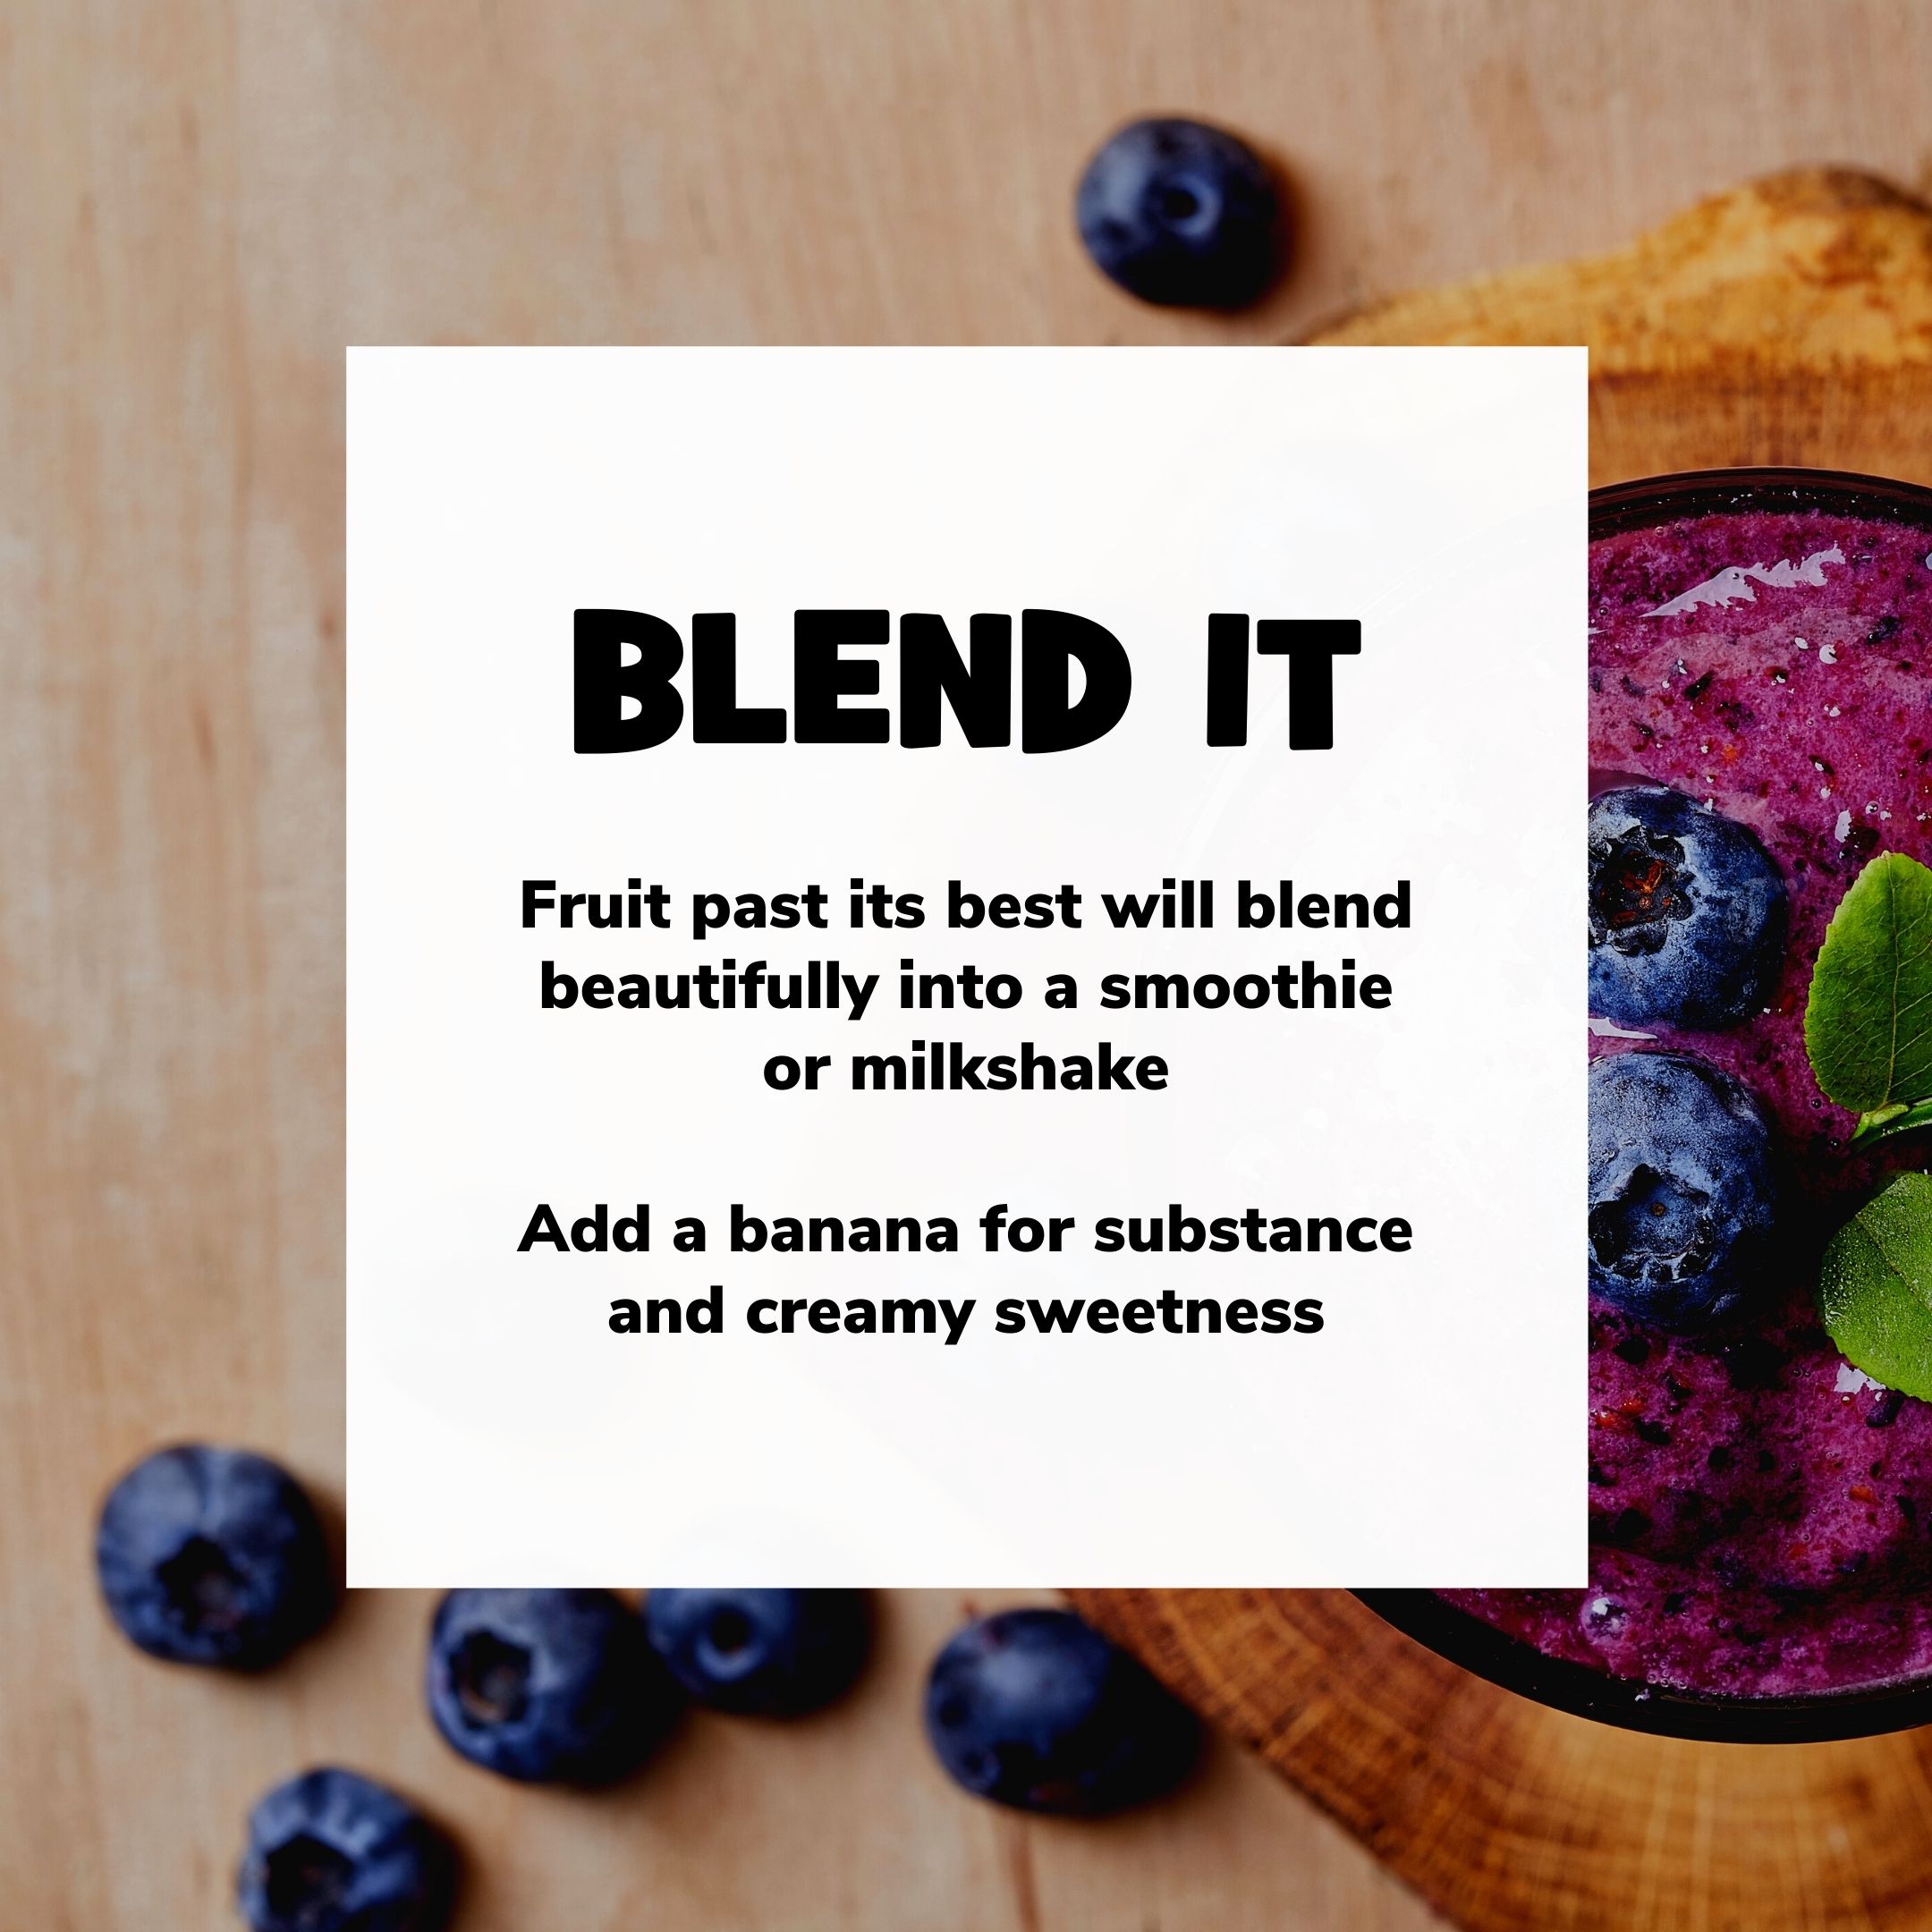 BLEND IT
Fruit past its best will blend
beautifully into a smoothie
or milkshake
Add a banana for substance
and creamy sweetness